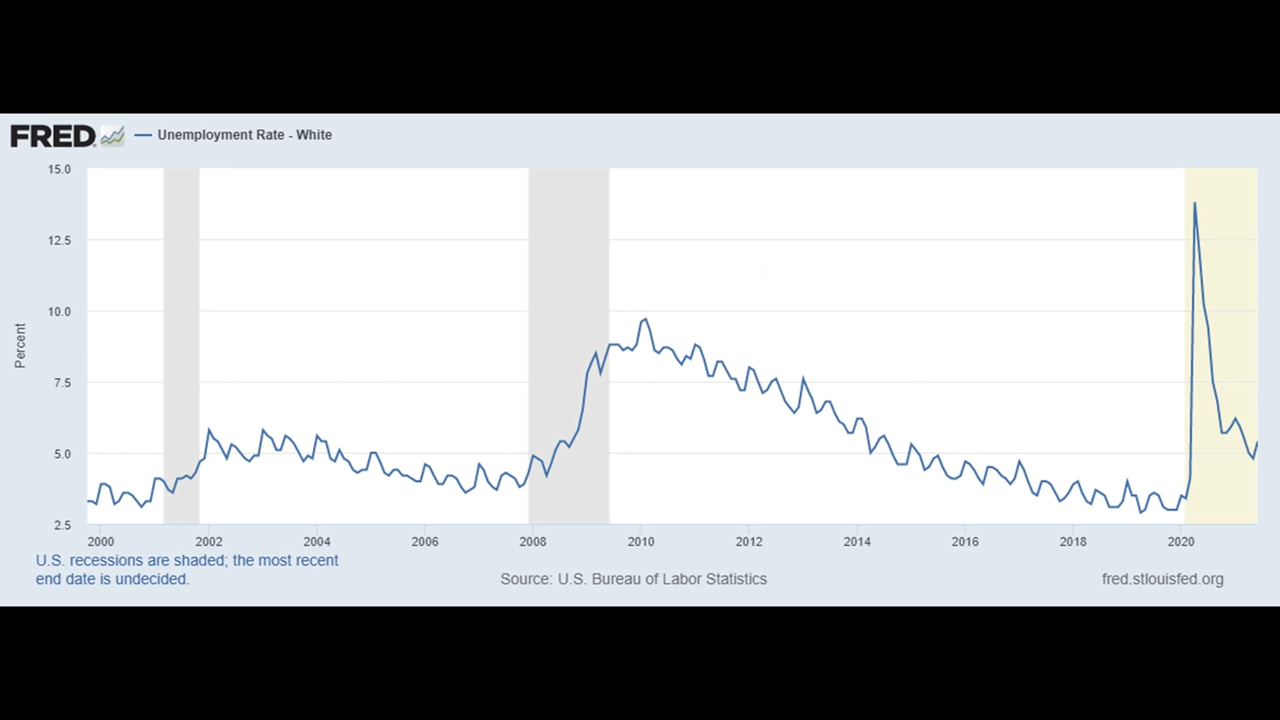 FRED
Unemployment Rate - White
15.0
12.5
10.0
7.5
5.0
2.5
Percent
2000 2002 2004 2006 2008 2010 2012 2014 2016 2018 2020
U.S. recessions are shaded; the most recent
end date is undecided.
Source: U.S. Bureau of Labor Statistics
fred.stlouisfed.org